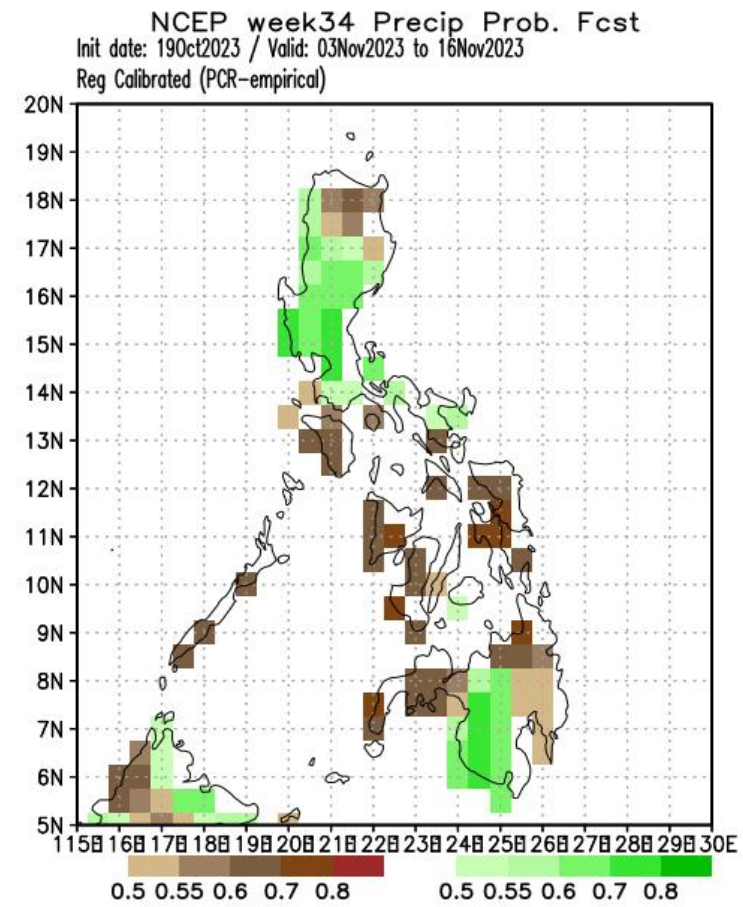 NCEP week34 Precip Prob. Fcst
Init date: 19Oct2023 / Valid: 03Nov2023 to 16Nov2023
Reg Calibrated (PCR-empirical)
20N
19N
18N
17N
16N
15N
14N
13N
12N
11N
10N
9N
8N
7N
6N
5N
115E 116E 117E 118E 119E 120E 121E 122E 123E 124E 125E 126E 127E 128E 129E 130E
0.5 0.55 0.6 0.7 0.8 0.5 0.55 0.6 0.7 0.8